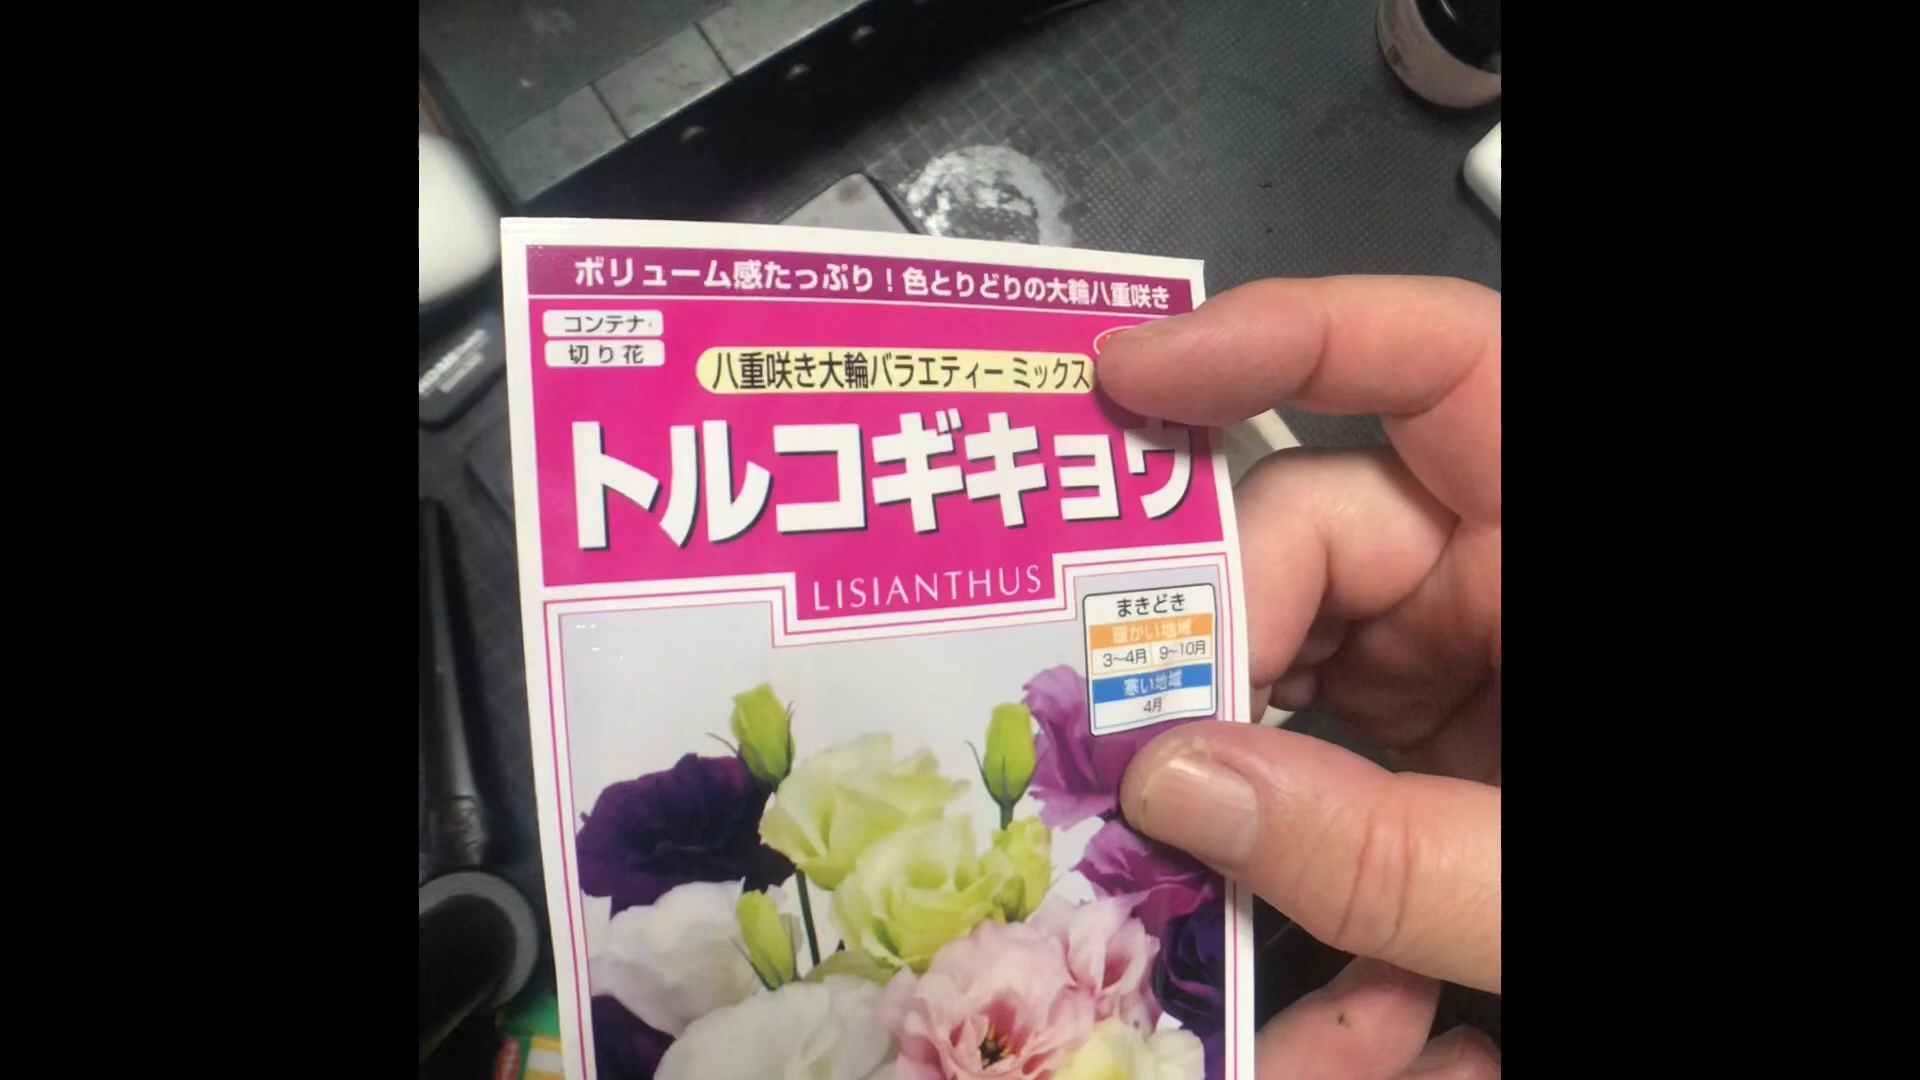 ボリューム感たっぷり！色とりどりの大輪八重咲き
コンテナ
切り花
八重咲き大輪バラエティー ミックス
トルコギキョウ
LISIANTHUS
まきどき
暖かい地域
3〜4月 9〜10月
寒い地域
4月